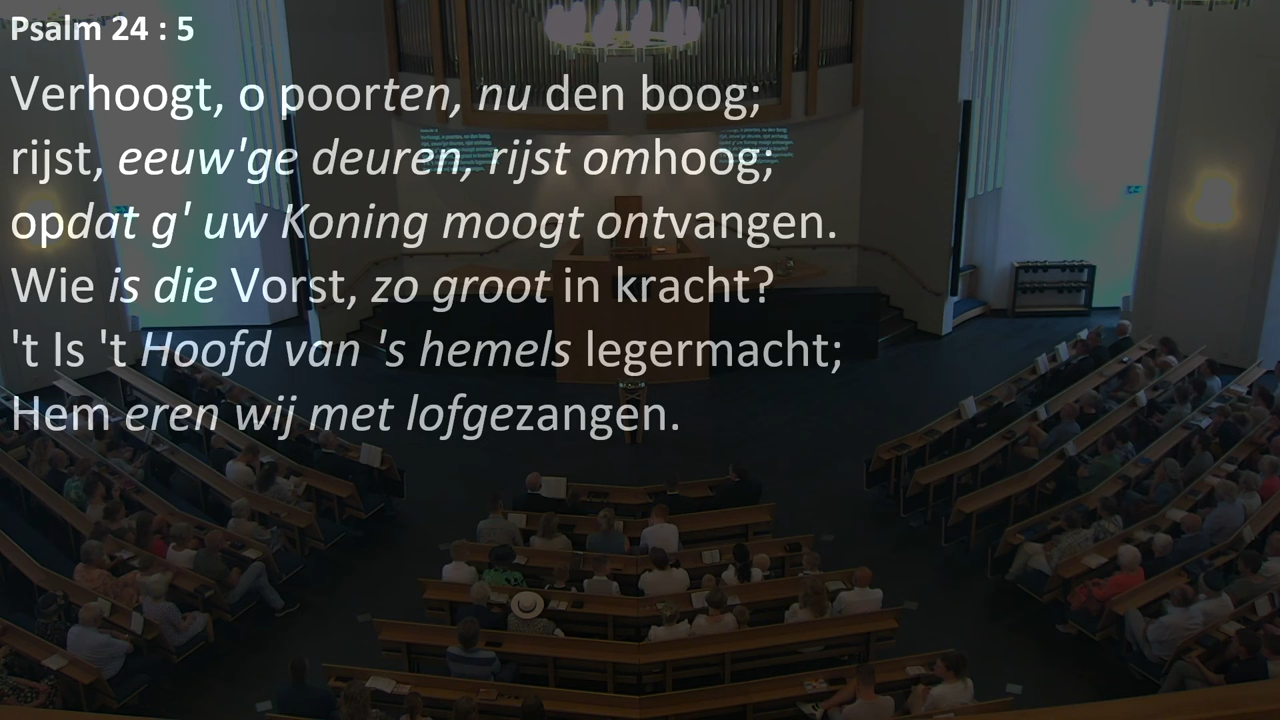 Psalm 24 : 5
Verhoogt, o poorten, nu den boog;
rijst, eeuw'ge deuren, rijst omhoog;
opdat g' uw Koning moogt ontvangen.
Wie is die Vorst, zo groot in kracht?
't Is 't Hoofd van 's hemels legermacht;
Hem eren wij met lofgezangen.